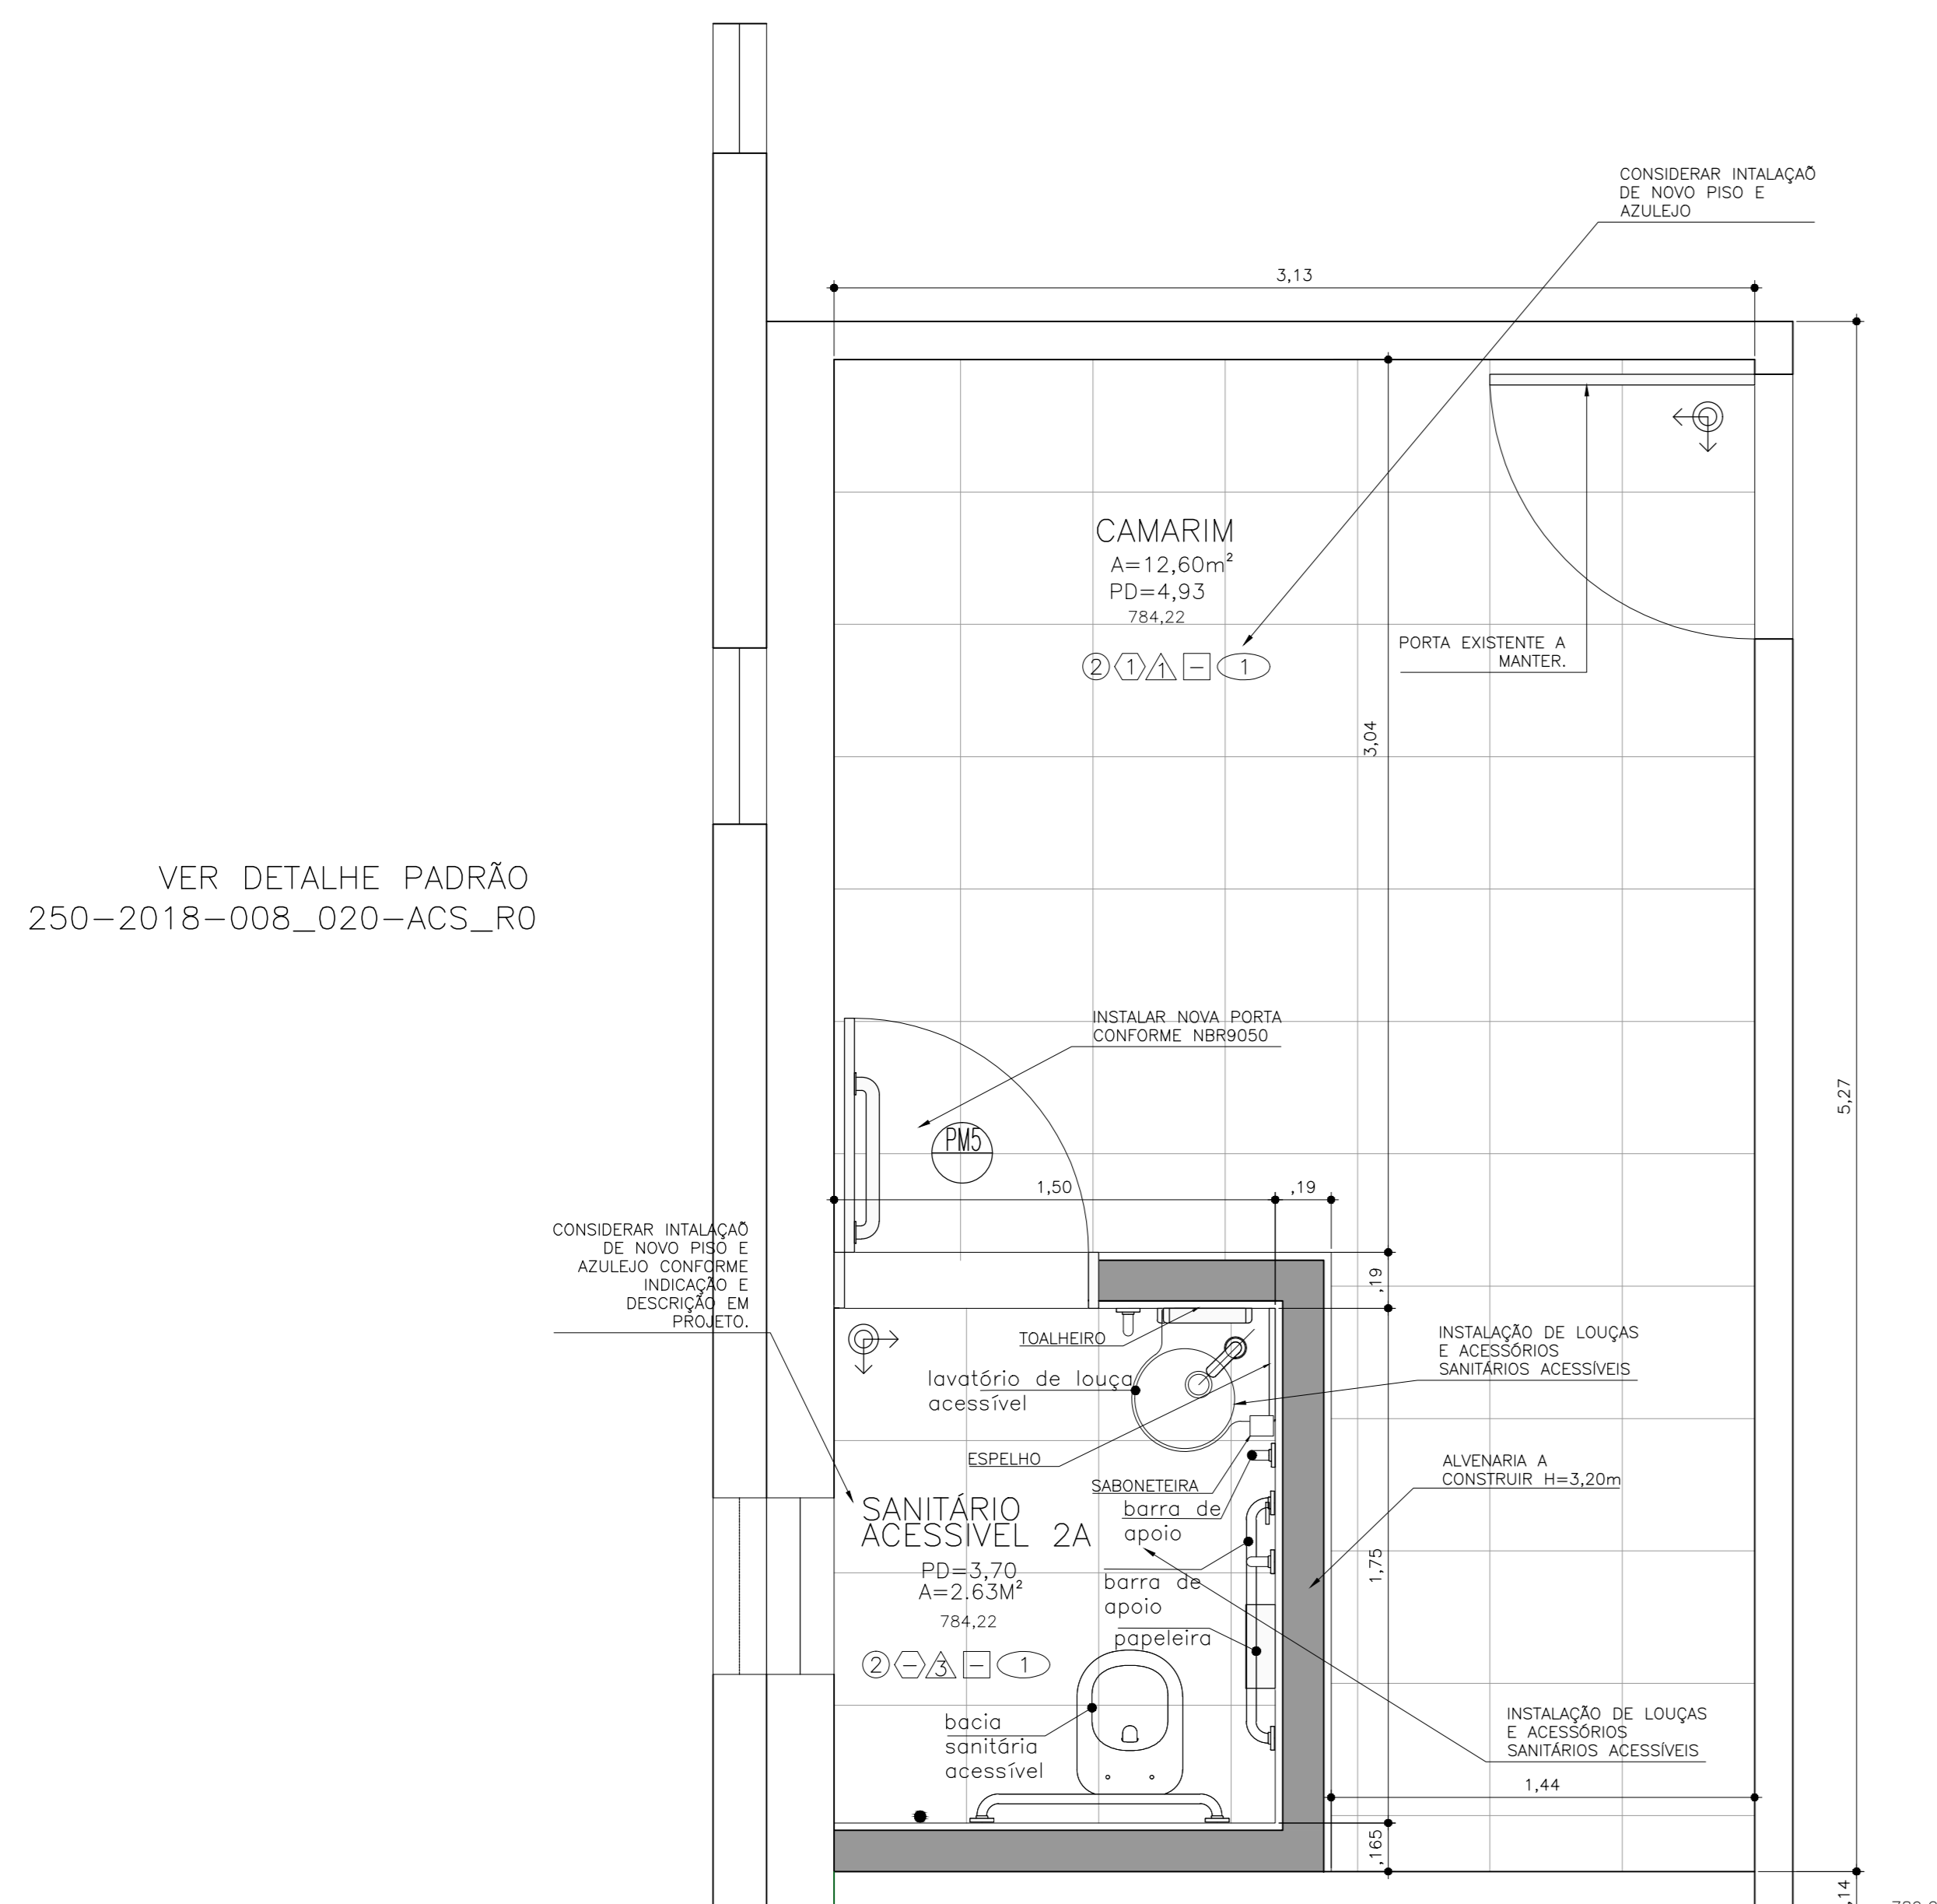 CONSIDERAR INTALAÇAÕ
DE NOVO PISO E
AZULEJO
3,13
CAMARIM
A=12,60m²
PD=4,93
784,22
2 1 1 – 1
PORTA EXISTENTE A
MANTER.
3,04
VER DETALHE PADRÃO
250–2018–008_020–ACS_R0
INSTALAR NOVA PORTA
CONFORME NBR9050
5,27
PM5
1,50
,19
CONSIDERAR INTALAÇAÕ
DE NOVO PISO E
AZULEJO CONFORME
INDICAÇÃO E
DESCRIÇÃO EM
PROJETO.
,19
TOALHEIRO
INSTALAÇÃO DE LOUÇAS
E ACESSÓRIOS
SANITÁRIOS ACESSÍVEIS
lavatório de louça
acessível
ESPELHO
SABONETEIRA
ALVENARIA A
CONSTRUIR H=3,20m
barra de
apoio
SANITÁRIO
ACESSIVEL 2A
PD=3,70
A=2.63M²
784,22
1,75
barra de
apoio
papeleira
2 – 3 – 1
bacia
sanitária
acessível
INSTALAÇÃO DE LOUÇAS
E ACESSÓRIOS
SANITÁRIOS ACESSÍVEIS
1,44
,165
,14